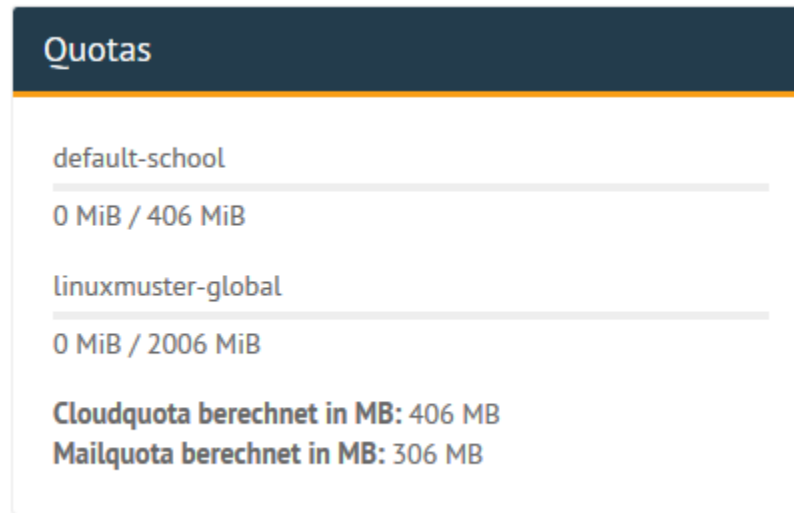 Quotas
default-school
0 MiB / 406 MiB
linuxmuster-global
0 MiB / 2006 MiB
Cloudquota berechnet in MB: 406 MB
Mailquota berechnet in MB: 306 MB